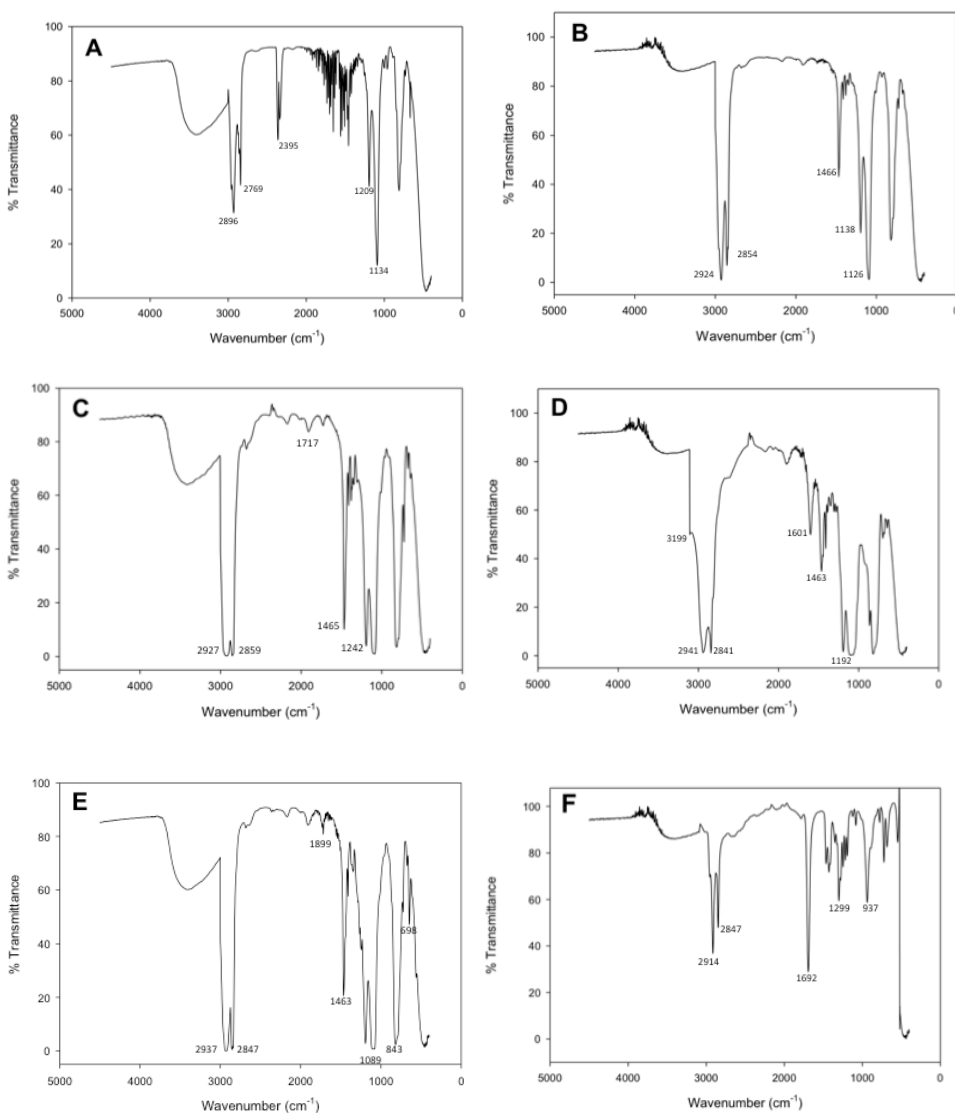 A
100
80
60
40
20
0
% Transmittance
2395
2769
1209
2896
1134
5000 4000 3000 2000 1000 0
Wavenumber (cm-1)
B
100
80
60
40
20
0
% Transmittance
1466
1138
2854
2924
1126
5000 4000 3000 2000 1000 0
Wavenumber (cm-1)
C
100
80
60
40
20
0
% Transmittance
1717
1465
1242
2927 2859
5000 4000 3000 2000 1000 0
Wavenumber (cm-1)
D
100
80
60
40
20
0
% Transmittance
3199
1601
1463
2941 2841
1192
5000 4000 3000 2000 1000 0
Wavenumber (cm-1)
E
100
80
60
40
20
0
% Transmittance
1899
698
1463
2937 2847
843
1089
5000 4000 3000 2000 1000 0
Wavenumber (cm-1)
F
100
80
60
40
20
0
% Transmittance
1299 937
2847
2914
1692
5000 4000 3000 2000 1000 0
Wavenumber (cm-1)